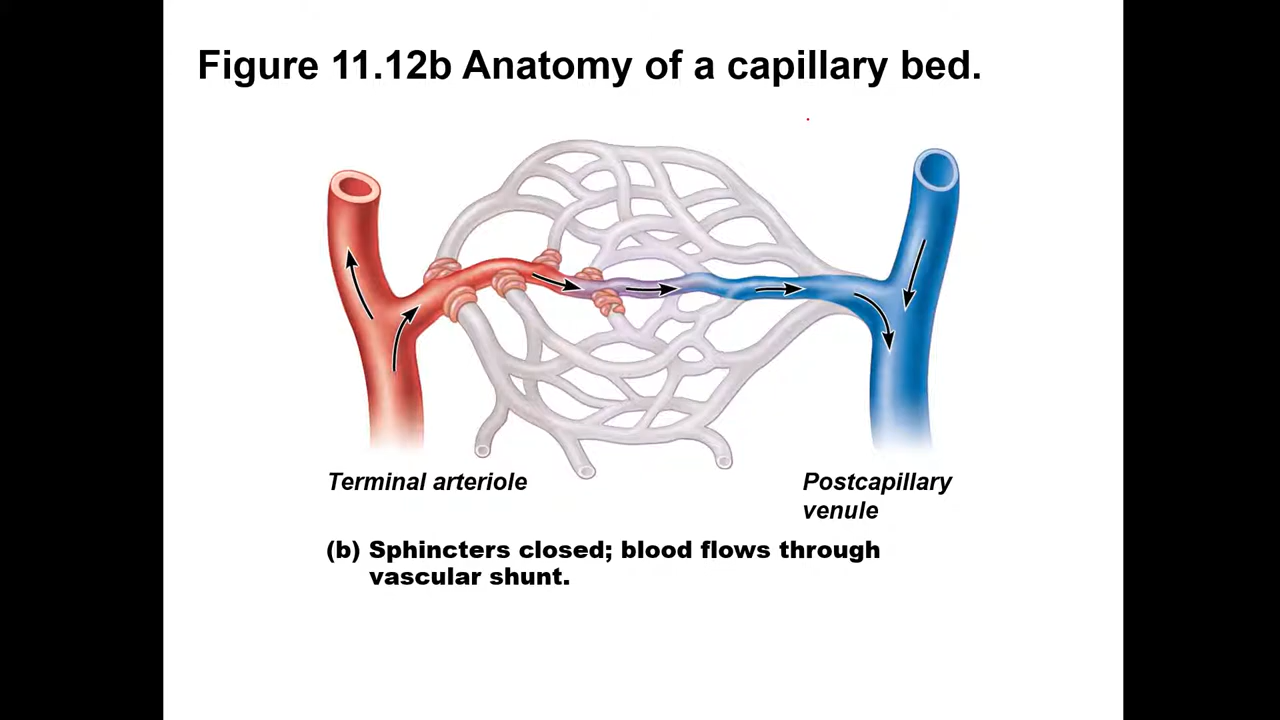 Figure 11.12b Anatomy of a capillary bed.
Terminal arteriole
Postcapillary
venule
(b) Sphincters closed; blood flows through
vascular shunt.